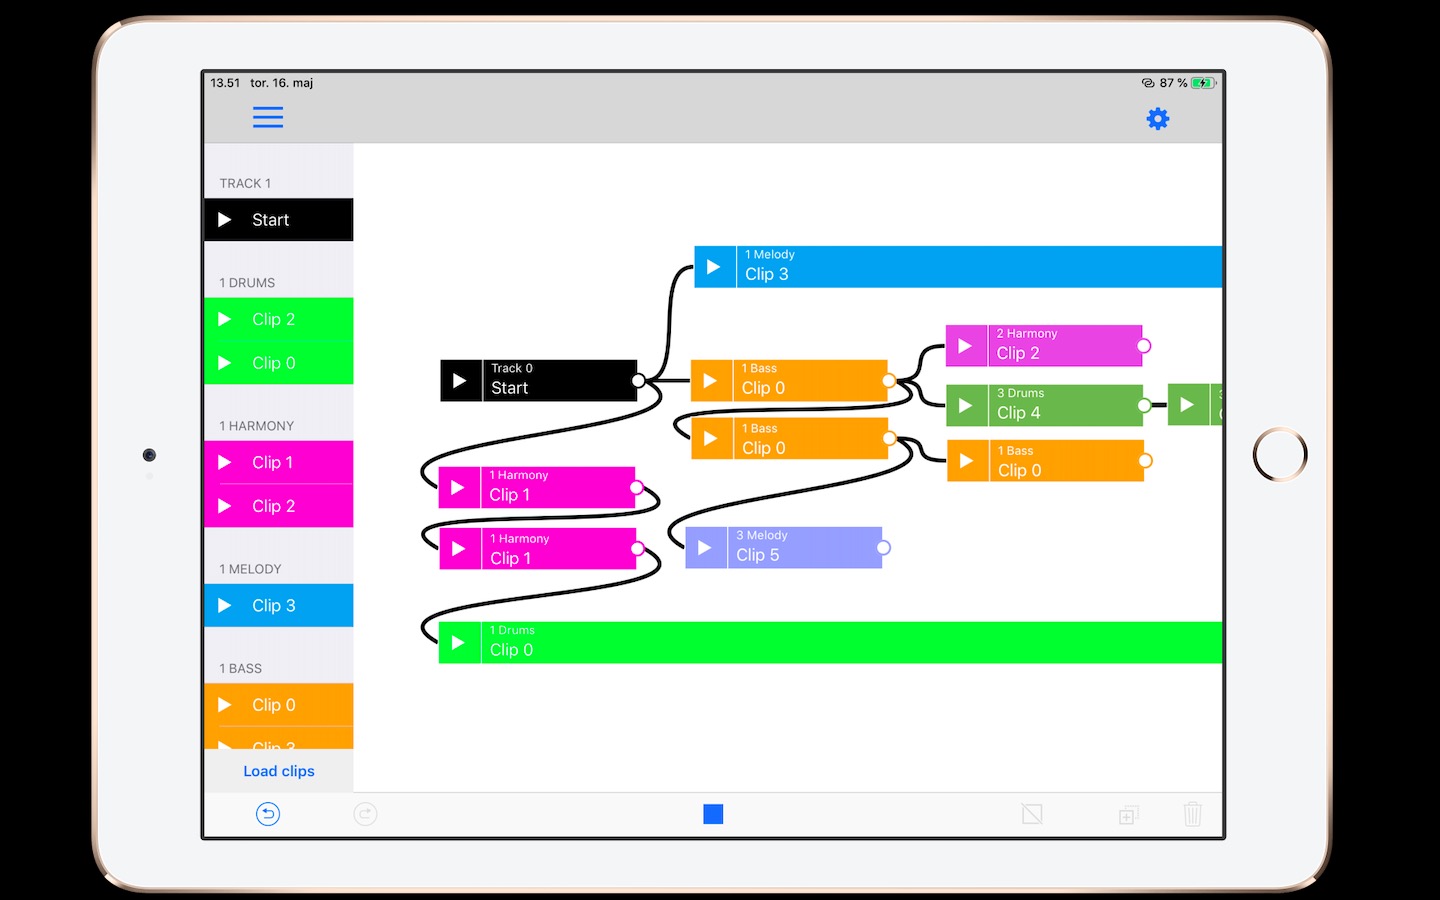 13.51 tor. 16. maj
87 %
TRACK 1
Start
1 DRUMS
Clip 2
Clip 0
1 HARMONY
Clip 1
Clip 2
1 MELODY
Clip 3
1 BASS
Clip 0
Clip 3
Load clips
1 Melody
Clip 3
Track 0
Start
1 Bass
Clip 0
2 Harmony
Clip 2
3 Drums
Clip 4
1 Bass
Clip 0
1 Bass
Clip 0
1 Harmony
Clip 1
1 Harmony
Clip 1
3 Melody
Clip 5
1 Drums
Clip 0